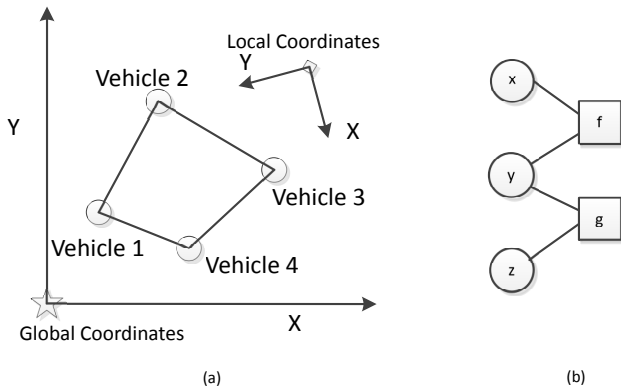 Local Coordinates
Y
X
Vehicle 2
Y
Vehicle 3
Vehicle 1
Vehicle 4
X
Global Coordinates
(a)
x
f
y
g
z
(b)